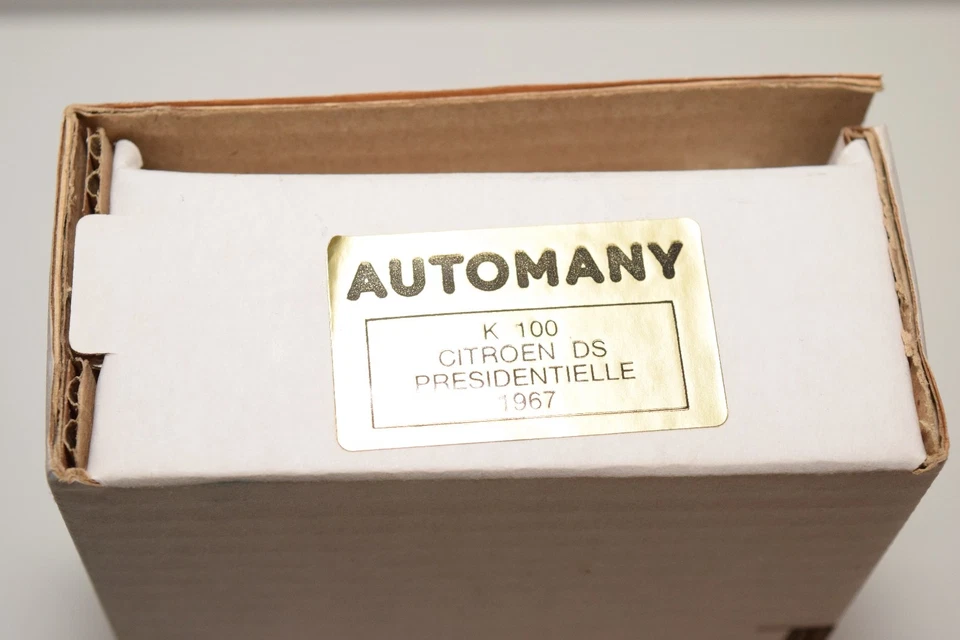 AUTOMANY
K 100
CITROEN DS
PRESIDENTIELLE
1967